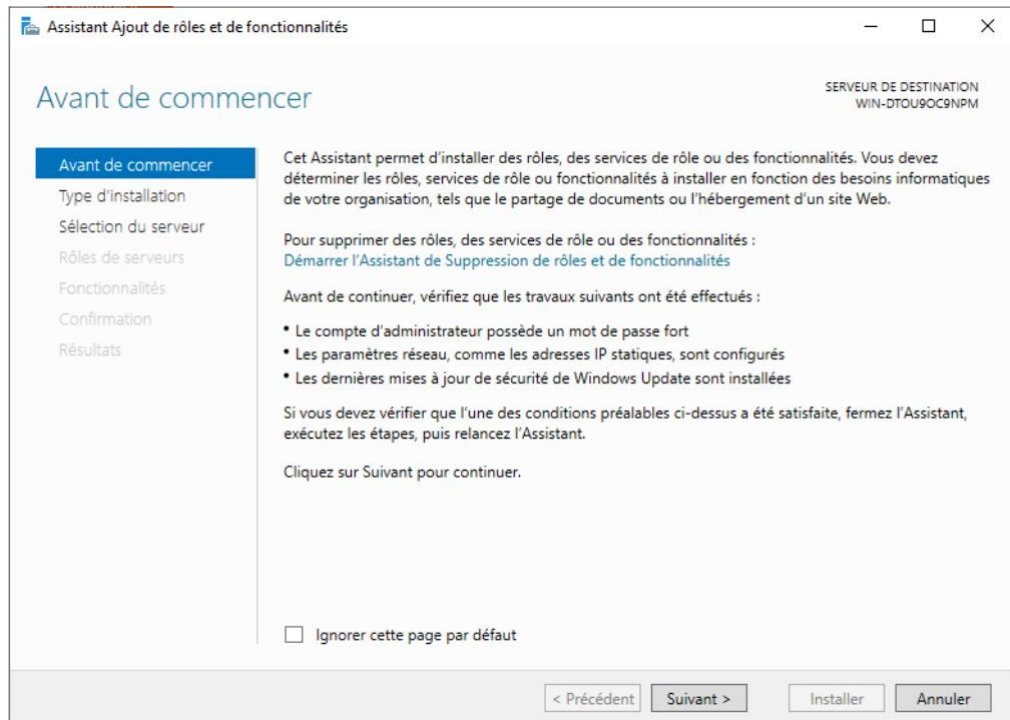 Assistant Ajout de rôles et de fonctionnalités
Avant de commencer
SERVEUR DE DESTINATION
WIN-DTOU9OC9NPM
Avant de commencer
Type d'installation
Sélection du serveur
Rôles de serveurs
Fonctionnalités
Confirmation
Résultats
Cet Assistant permet d'installer des rôles, des services de rôle ou des fonctionnalités. Vous devez
déterminer les rôles, services de rôle ou fonctionnalités à installer en fonction des besoins informatiques
de votre organisation, tels que le partage de documents ou l'hébergement d'un site Web.
Pour supprimer des rôles, des services de rôle ou des fonctionnalités :
Démarrer l'Assistant de Suppression de rôles et de fonctionnalités
Avant de continuer, vérifiez que les travaux suivants ont été effectués :
• Le compte d'administrateur possède un mot de passe fort
• Les paramètres réseau, comme les adresses IP statiques, sont configurés
• Les dernières mises à jour de sécurité de Windows Update sont installées
Si vous devez vérifier que l'une des conditions préalables ci-dessus a été satisfaite, fermez l'Assistant,
exécutez les étapes, puis relancez l'Assistant.
Cliquez sur Suivant pour continuer.
Ignorer cette page par défaut
< Précédent
Suivant >
Installer
Annuler